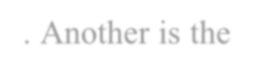 . Another is the